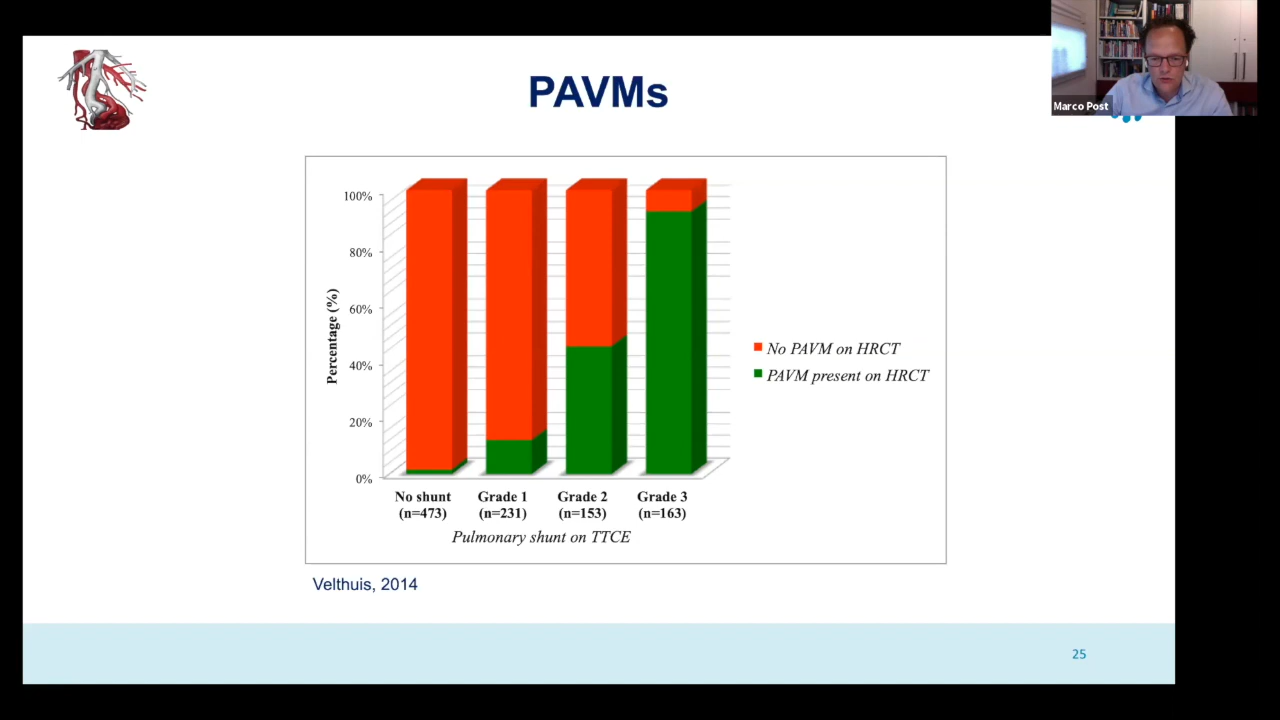 PAVMs
Marco Post
100%
80%
60%
40%
20%
0%
Percentage (%)
No shunt
(n=473)
Grade 1
(n=231)
Grade 2
(n=153)
Grade 3
(n=163)
Pulmonary shunt on TTCE
No PAVM on HRCT
PAVM present on HRCT
Velthuis, 2014
25